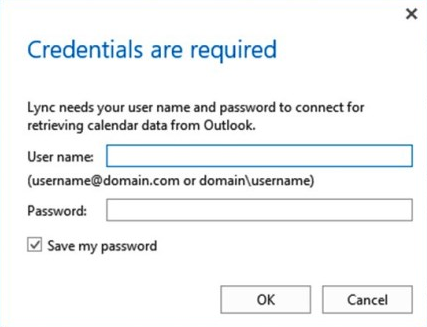 Credentials are required
Lync needs your user name and password to connect for
retrieving calendar data from Outlook.
User name:
(username@domain.com or domain\username)
Password:
Save my password
OK Cancel